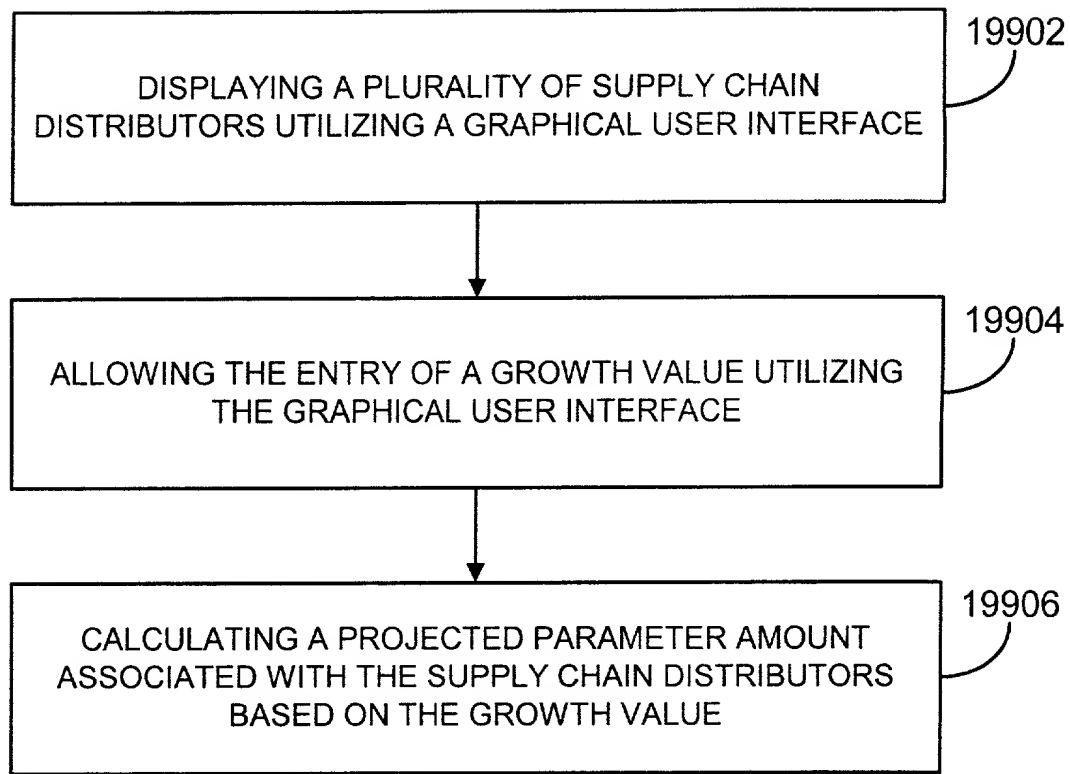 19902
DISPLAYING A PLURALITY OF SUPPLY CHAIN
DISTRIBUTORS UTILIZING A GRAPHICAL USER INTERFACE
19904
ALLOWING THE ENTRY OF A GROWTH VALUE UTILIZING
THE GRAPHICAL USER INTERFACE
19906
CALCULATING A PROJECTED PARAMETER AMOUNT
ASSOCIATED WITH THE SUPPLY CHAIN DISTRIBUTORS
BASED ON THE GROWTH VALUE